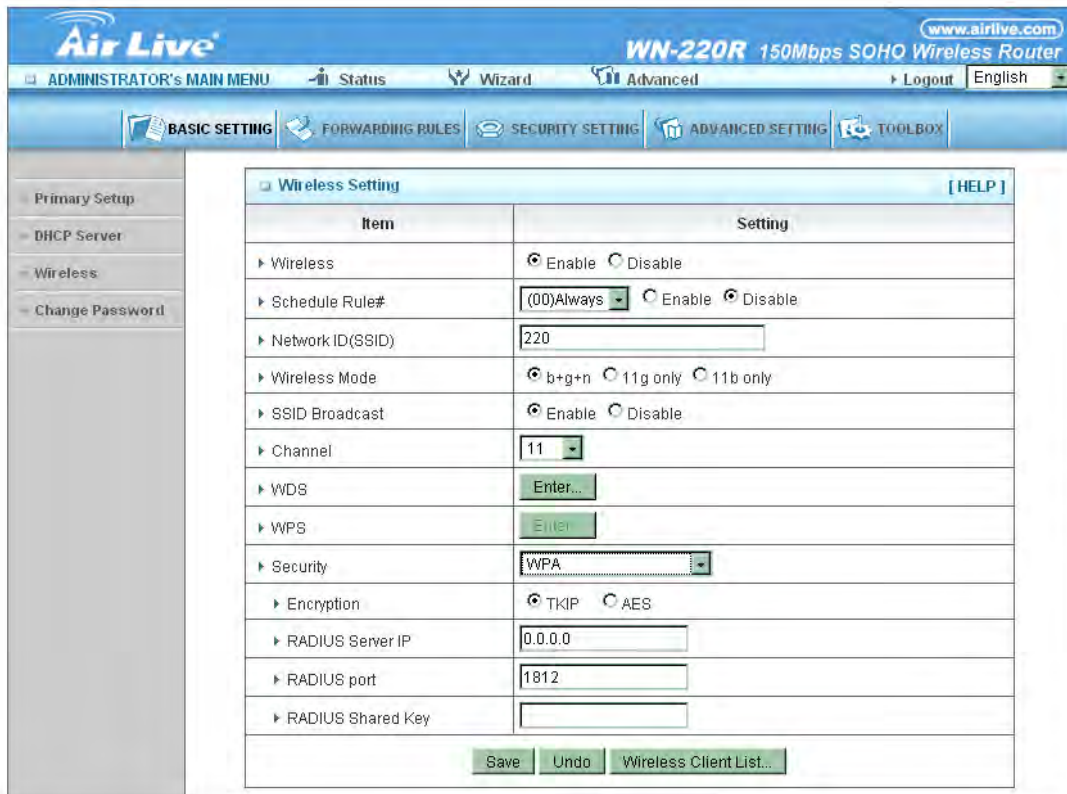 Air Live
www.airlive.com
WN-220R 150Mbps SOHO Wireless Router
ADMINISTRATOR's MAIN MENU Status Wizard Advanced Logout English
BASIC SETTING FORWARDING RULES SECURITY SETTING ADVANCED SETTING TOOLBOX
Primary Setup
DHCP Server
Wireless
Change Password
Wireless Setting [ HELP ]
Item Setting
Wireless Enable Disable
Schedule Rule# (00)Always Enable Disable
Network ID(SSID) 220
Wireless Mode b+g+n 11g only 11b only
SSID Broadcast Enable Disable
Channel 11
WDS Enter...
WPS Enter...
Security WPA
Encryption TKIP AES
RADIUS Server IP 0.0.0.0
RADIUS port 1812
RADIUS Shared Key
Save Undo Wireless Client List...